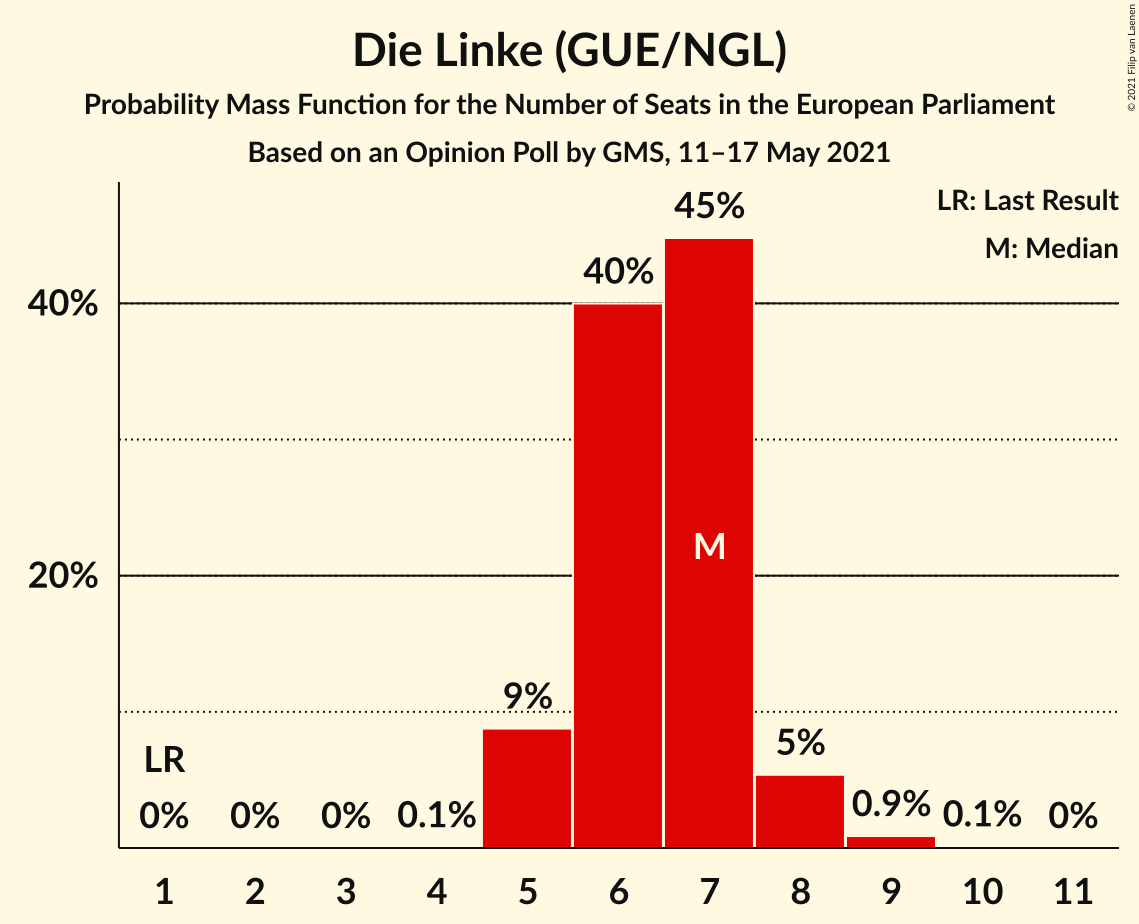 Die Linke (GUE/NGL)
Probability Mass Function for the Number of Seats in the European Parliament
Based on an Opinion Poll by GMS, 11–17 May 2021
© 2021 Filip van Laenen
LR: Last Result
M: Median
45%
40%
40%
M
20%
9%
5%
LR
0%
0%
0%
0.1%
0.9%
0.1%
0%
1 2 3 4 5 6 7 8 9 10 11